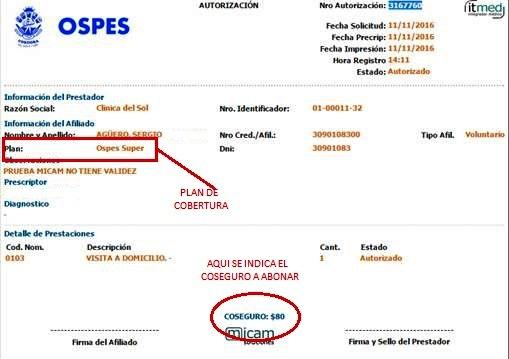 AUTORIZACIÓN
Nro Autorización: 3167760
itmed
Integrador Médico
OSPES
Fecha Solicitud: 11/11/2016
Fecha Precrip: 11/11/2016
Fecha Impresión: 11/11/2016
Hora Registro 14:11
Estado: Autorizado
Información del Prestador
Razón Social: Clinica del Sol Nro. Identificador: 01-00011-32
Información del Afiliado
Nombre y Apellido: AGÜERO, SERGIO Nro Cred./Afil.: 3090108300 Tipo Afil. Voluntario
Plan: Ospes Super Dni: 30901083
Observaciones
PRUEBA MICAM NO TIENE VALIDEZ
Prescriptor
-
PLAN DE
COBERTURA
Diagnostico
-
Detalle de Prestaciones
Cod. Nom. Descripción Cant. Estado
0103 VISITA A DOMICILIO. - 1 Autorizado
AQUI SE INDICA EL
COSEGURO A ABONAR
COSEGURO: $80
micam
Firma del Afiliado Firma y Sello del Prestador